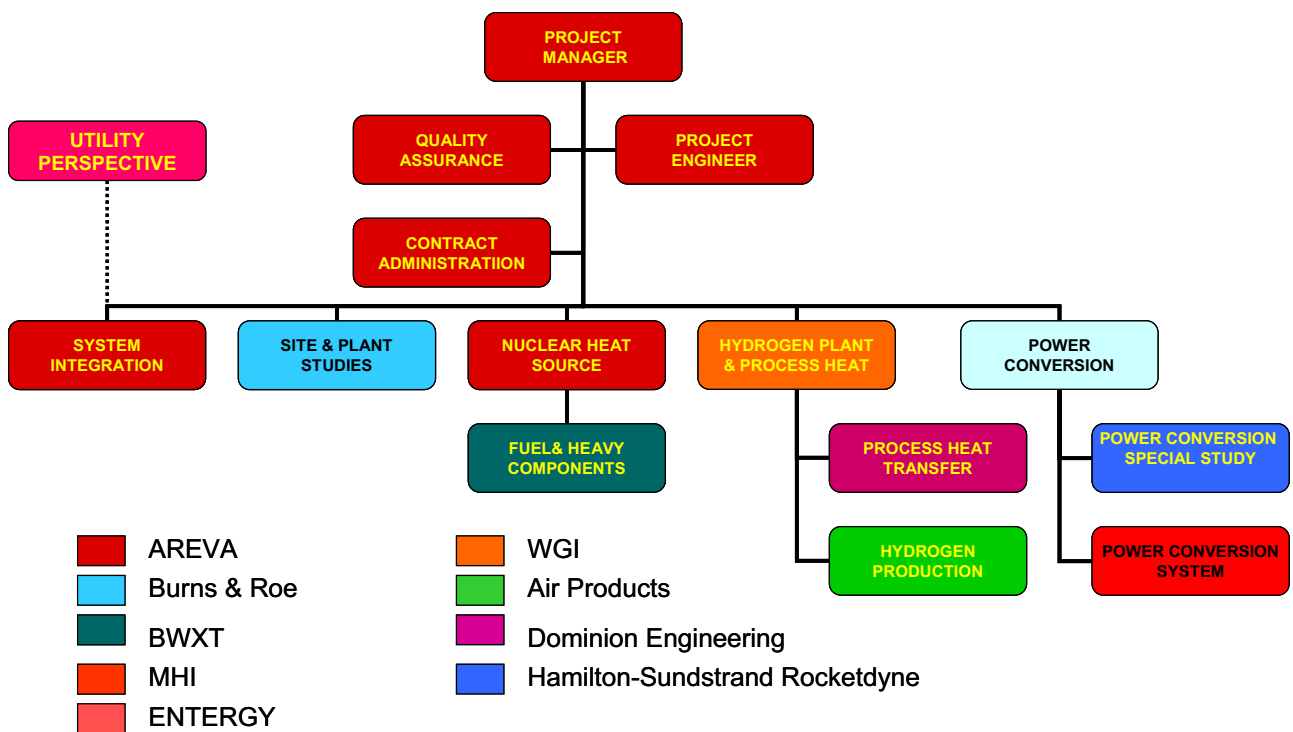 PROJECT
MANAGER
UTILITY
PERSPECTIVE
QUALITY
ASSURANCE
PROJECT
ENGINEER
CONTRACT
ADMINISTRATIION
SYSTEM
INTEGRATION
SITE & PLANT
STUDIES
NUCLEAR HEAT
SOURCE
HYDROGEN PLANT
& PROCESS HEAT
POWER
CONVERSION
FUEL& HEAVY
COMPONENTS
PROCESS HEAT
TRANSFER
POWER CONVERSION
SPECIAL STUDY
HYDROGEN
PRODUCTION
POWER CONVERSION
SYSTEM
AREVA
Burns & Roe
BWXT
MHI
ENTERGY
WGI
Air Products
Dominion Engineering
Hamilton-Sundstrand Rocketdyne